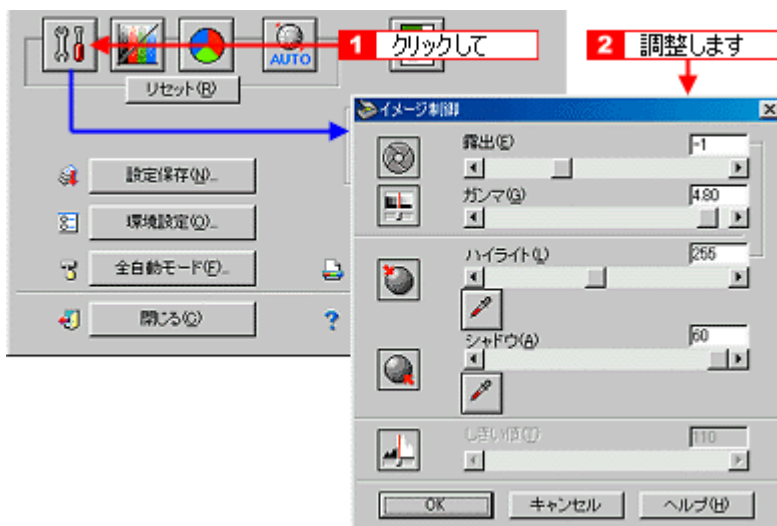 AUTO
1 クリックして
2 調整します
リセット(R)
設定保存(N)...
環境設定(O)...
全自動モード(F)...
閉じる(C)
?
イメージ制御
露出(E)
-1
ガンマ(G)
4.80
ハイライト(L)
255
シャドウ(A)
60
しきい値(T)
110
OK
キャンセル
ヘルプ(H)